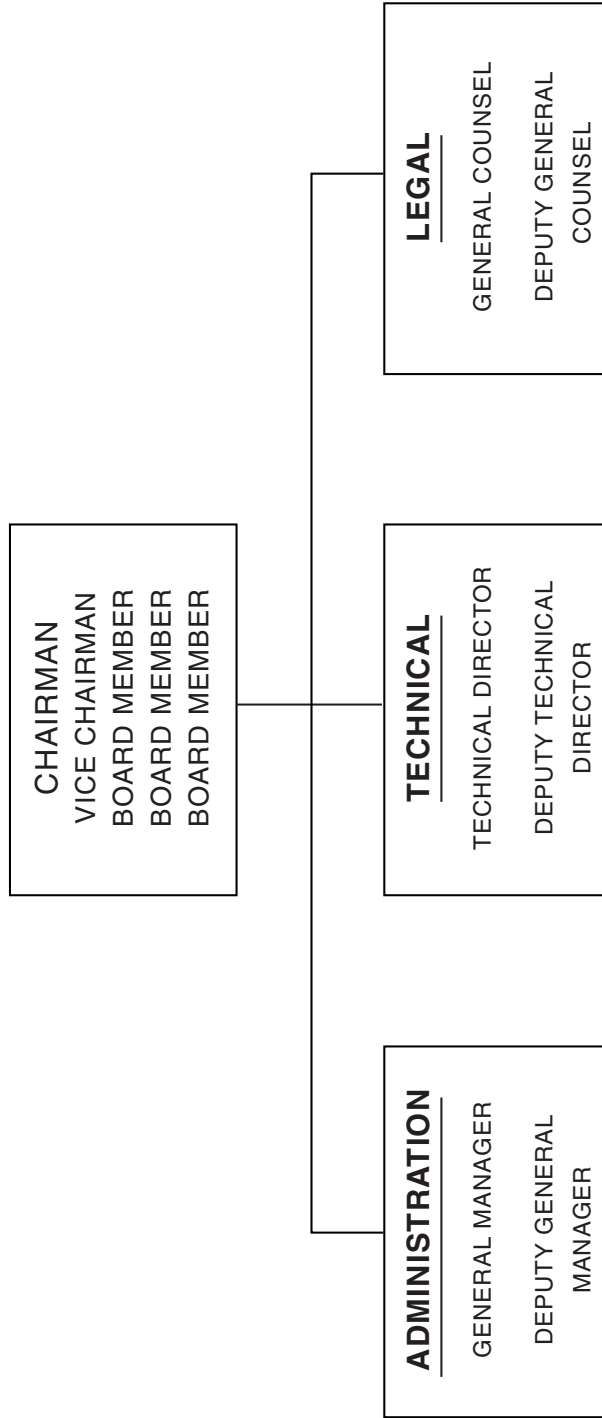 CHAIRMAN
VICE CHAIRMAN
BOARD MEMBER
BOARD MEMBER
BOARD MEMBER
ADMINISTRATION
GENERAL MANAGER
DEPUTY GENERAL
MANAGER
TECHNICAL
TECHNICAL DIRECTOR
DEPUTY TECHNICAL
DIRECTOR
LEGAL
GENERAL COUNSEL
DEPUTY GENERAL
COUNSEL